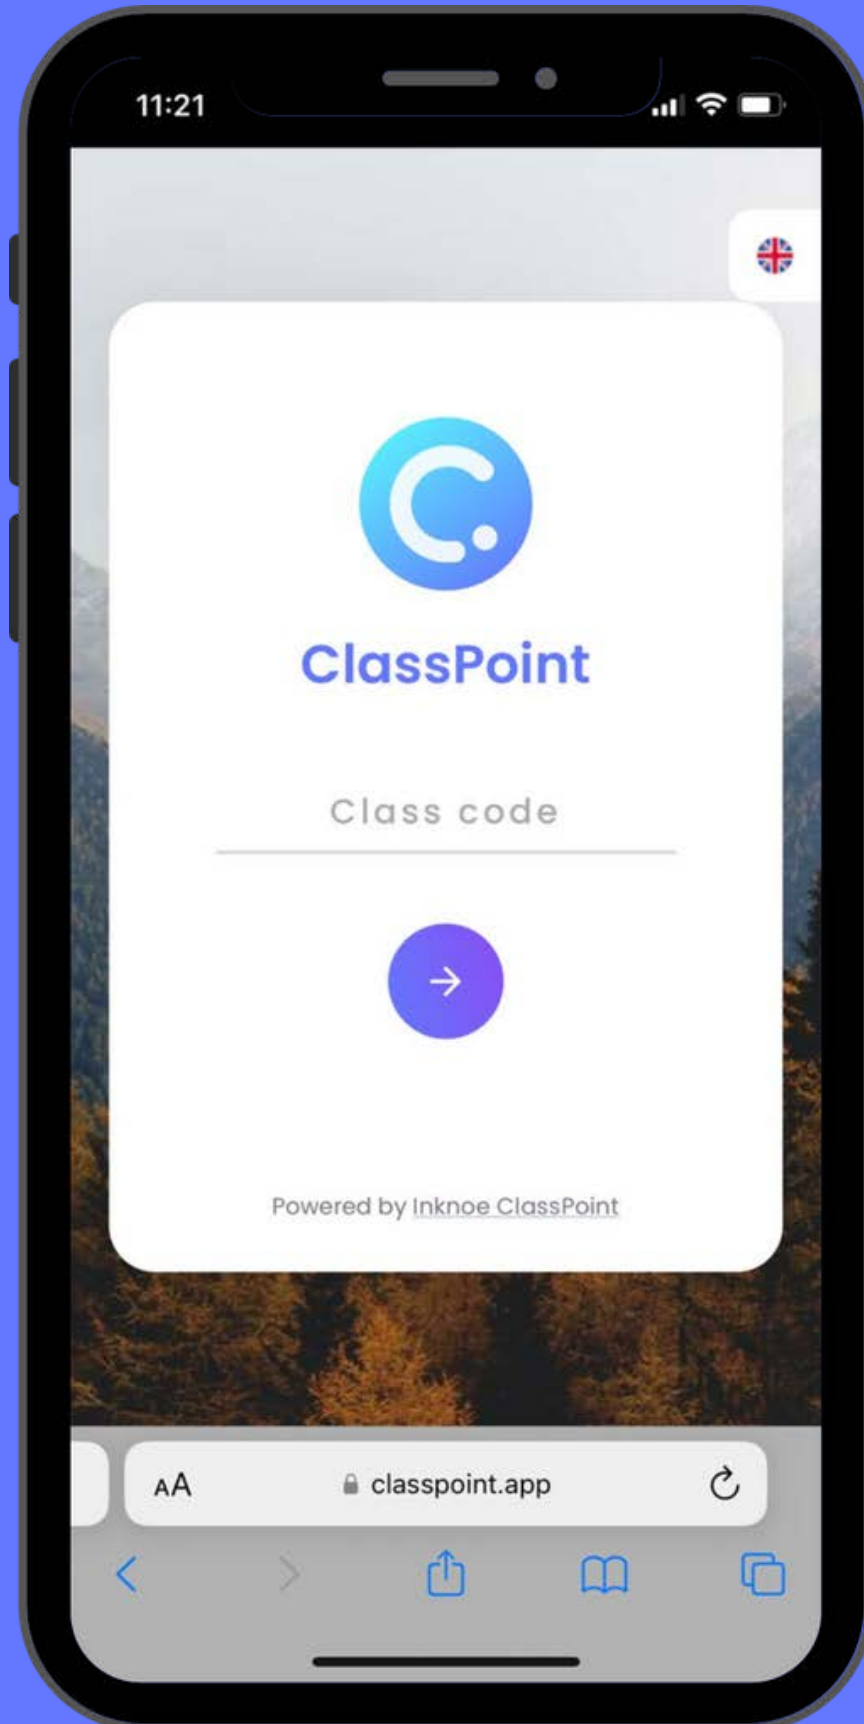 11:21
ClassPoint
Class code
Powered by Inknoe ClassPoint
AA classpoint.app